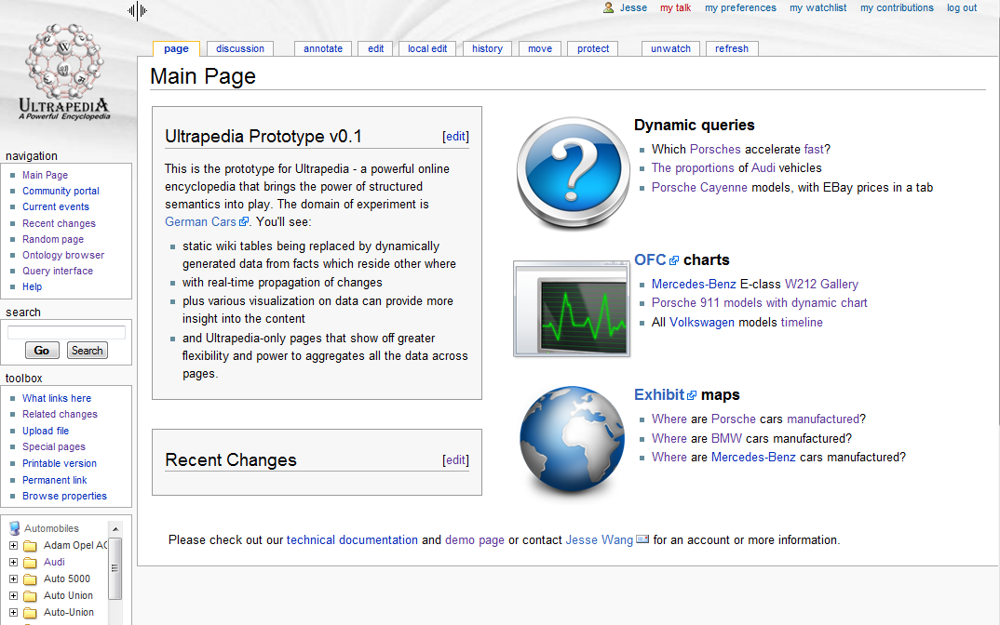 Jesse my talk my preferences my watchlist my contributions log out
ULTRAPEDIA
A Powerful Encyclopedia
page discussion annotate edit local edit history move protect unwatch refresh
Main Page
navigation
Main Page
Community portal
Current events
Recent changes
Random page
Ontology browser
Query interface
Help
search
Go Search
toolbox
What links here
Related changes
Upload file
Special pages
Printable version
Permanent link
Browse properties
Automobiles
Adam Opel AG
Audi
Auto 5000
Auto Union
Auto-Union
Ultrapedia Prototype v0.1 [edit]
This is the prototype for Ultrapedia - a powerful online
encyclopedia that brings the power of structured
semantics into play. The domain of experiment is
German Cars. You'll see:
static wiki tables being replaced by dynamically
generated data from facts which reside other where
with real-time propagation of changes
plus various visualization on data can provide more
insight into the content
and Ultrapedia-only pages that show off greater
flexibility and power to aggregates all the data across
pages.
Recent Changes [edit]
Dynamic queries
Which Porsches accelerate fast?
The proportions of Audi vehicles
Porsche Cayenne models, with EBay prices in a tab
OFC charts
Mercedes-Benz E-class W212 Gallery
Porsche 911 models with dynamic chart
All Volkswagen models timeline
Exhibit maps
Where are Porsche cars manufactured?
Where are BMW cars manufactured?
Where are Mercedes-Benz cars manufactured?
Please check out our technical documentation and demo page or contact Jesse Wang for an account or more information.